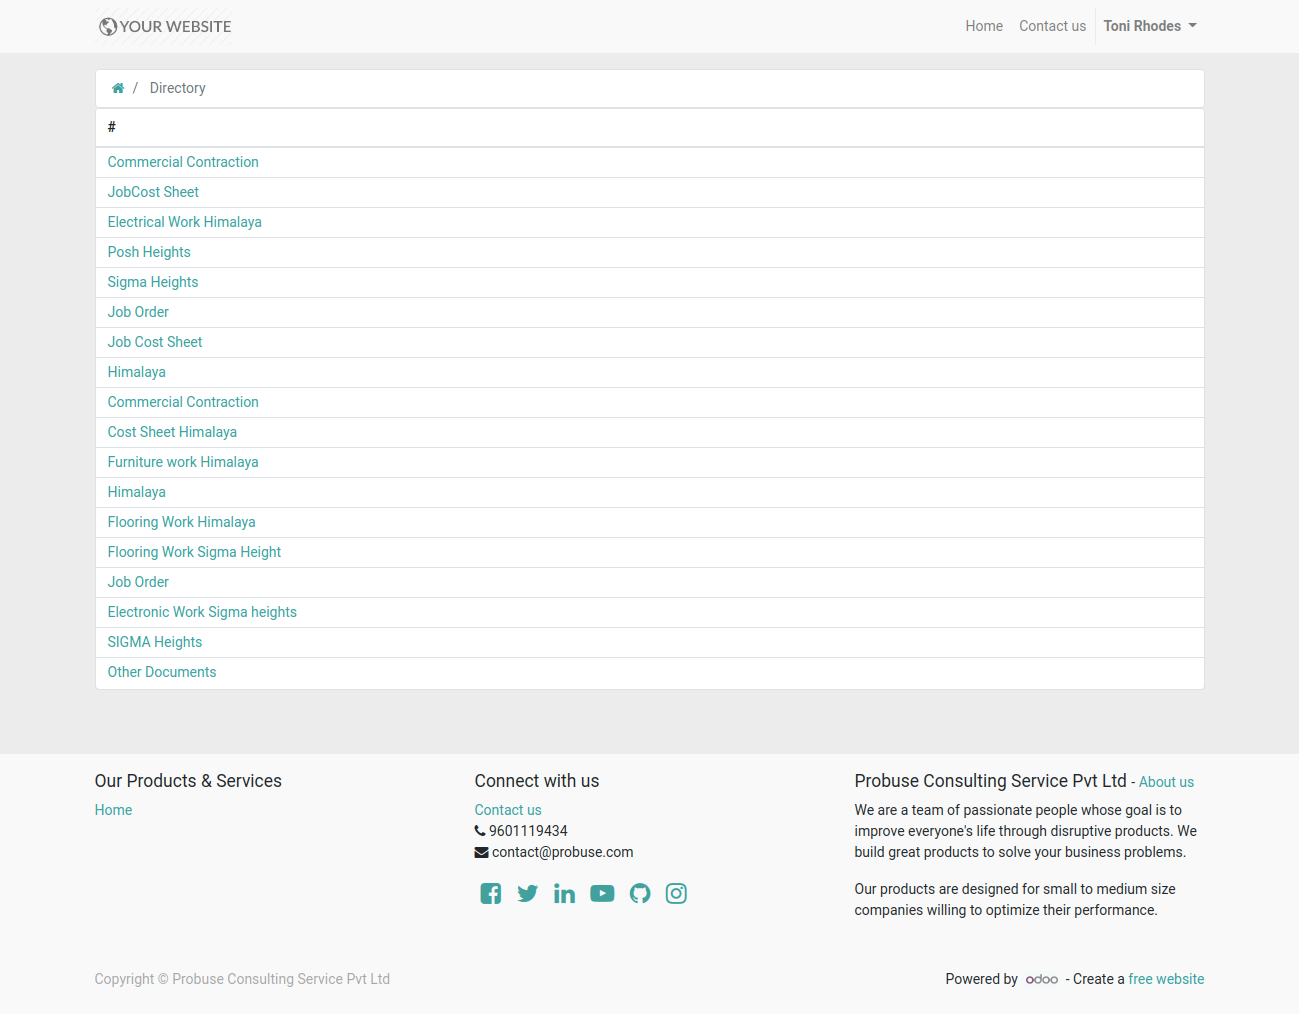 YOUR WEBSITE
Home Contact us Toni Rhodes
/ Directory
#
Commercial Contraction
JobCost Sheet
Electrical Work Himalaya
Posh Heights
Sigma Heights
Job Order
Job Cost Sheet
Himalaya
Commercial Contraction
Cost Sheet Himalaya
Furniture work Himalaya
Himalaya
Flooring Work Himalaya
Flooring Work Sigma Height
Job Order
Electronic Work Sigma heights
SIGMA Heights
Other Documents
Our Products & Services
Home
Connect with us
Contact us
9601119434
contact@probuse.com
Probuse Consulting Service Pvt Ltd - About us
We are a team of passionate people whose goal is to
improve everyone's life through disruptive products. We
build great products to solve your business problems.
Our products are designed for small to medium size
companies willing to optimize their performance.
Copyright © Probuse Consulting Service Pvt Ltd
Powered by odoo - Create a free website